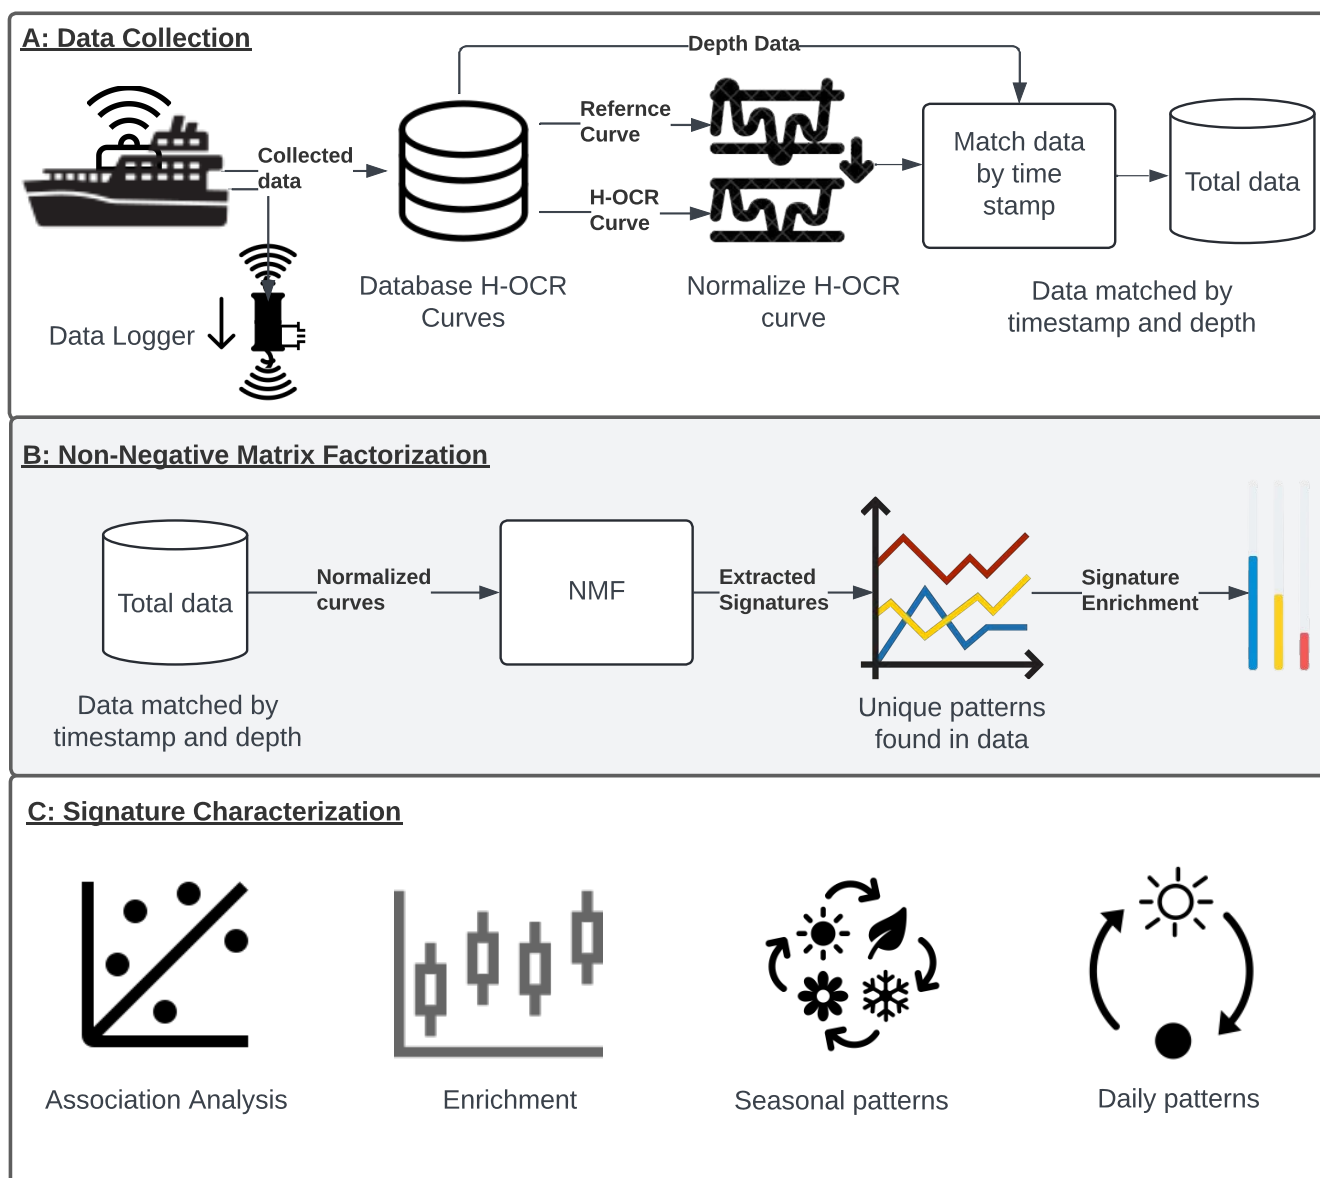 A: Data Collection
Depth Data
Refernce
Curve
Collected
data
H-OCR
Curve
Match data
by time
stamp
Total data
Database H-OCR
Curves
Normalize H-OCR
curve
Data matched by
timestamp and depth
Data Logger
B: Non-Negative Matrix Factorization
Total data
Normalized
curves
NMF
Extracted
Signatures
Signature
Enrichment
Data matched by
timestamp and depth
Unique patterns
found in data
C: Signature Characterization
Association Analysis
Enrichment
Seasonal patterns
Daily patterns